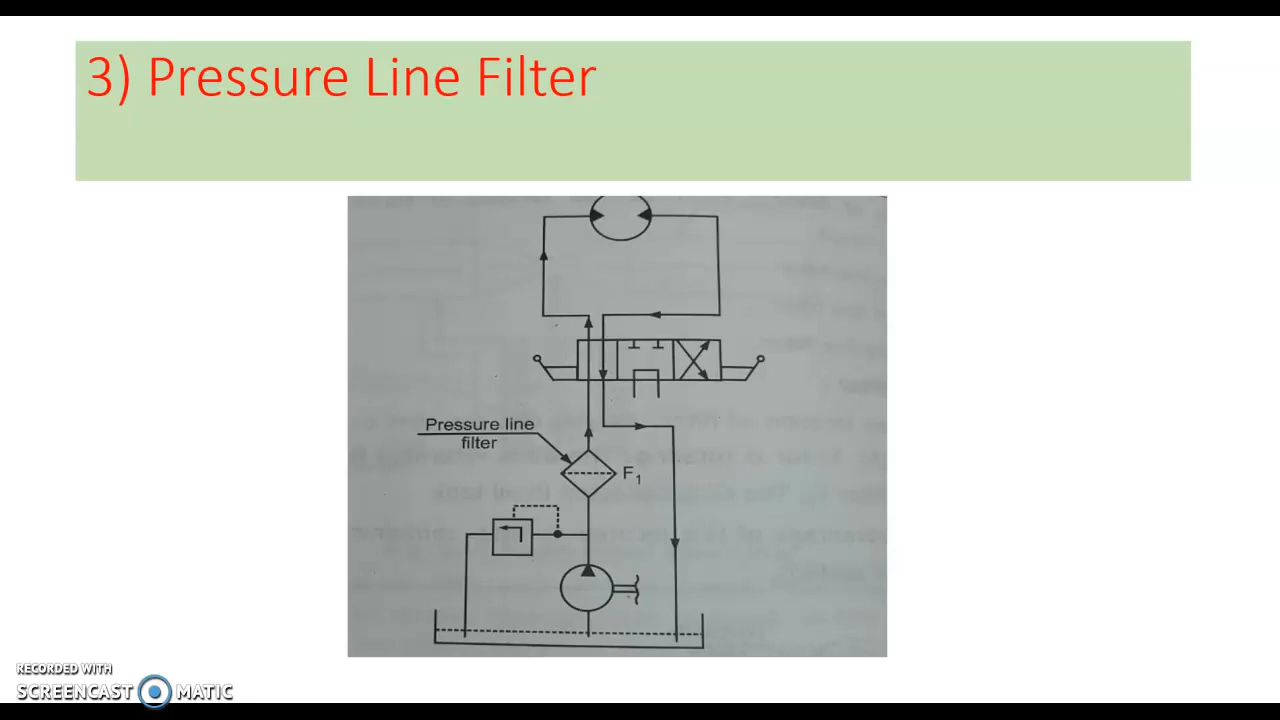 3) Pressure Line Filter
Pressure line
filter
F1
RECORDED WITH
SCREENCAST MATIC